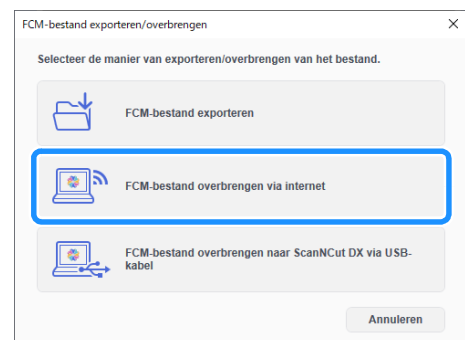 FCM-bestand exporteren/overbrengen
Selecteer de manier van exporteren/overbrengen van het bestand.
FCM-bestand exporteren
FCM-bestand overbrengen via internet
FCM-bestand overbrengen naar ScanNCut DX via USB-
kabel
Annuleren